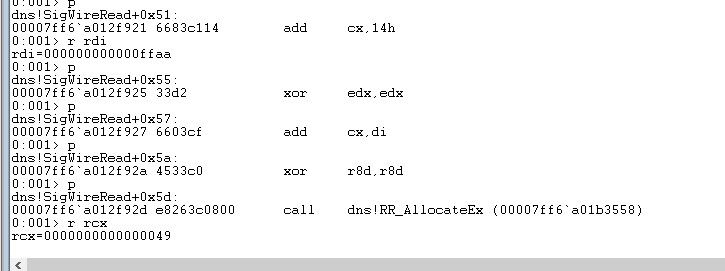 0:001> p
dns!SigWireRead+0x51:
00007ff6`a012f921 6683c114        add     cx,14h
0:001> r rdi
rdi=000000000000ffaa
0:001> p
dns!SigWireRead+0x55:
00007ff6`a012f925 33d2            xor     edx,edx
0:001> p
dns!SigWireRead+0x57:
00007ff6`a012f927 6603cf          add     cx,di
0:001> p
dns!SigWireRead+0x5a:
00007ff6`a012f92a 4533c0          xor     r8d,r8d
0:001> p
dns!SigWireRead+0x5d:
00007ff6`a012f92d e8263c0800      call    dns!RR_AllocateEx (00007ff6`a01b3558)
0:001> r rcx
rcx=0000000000000049